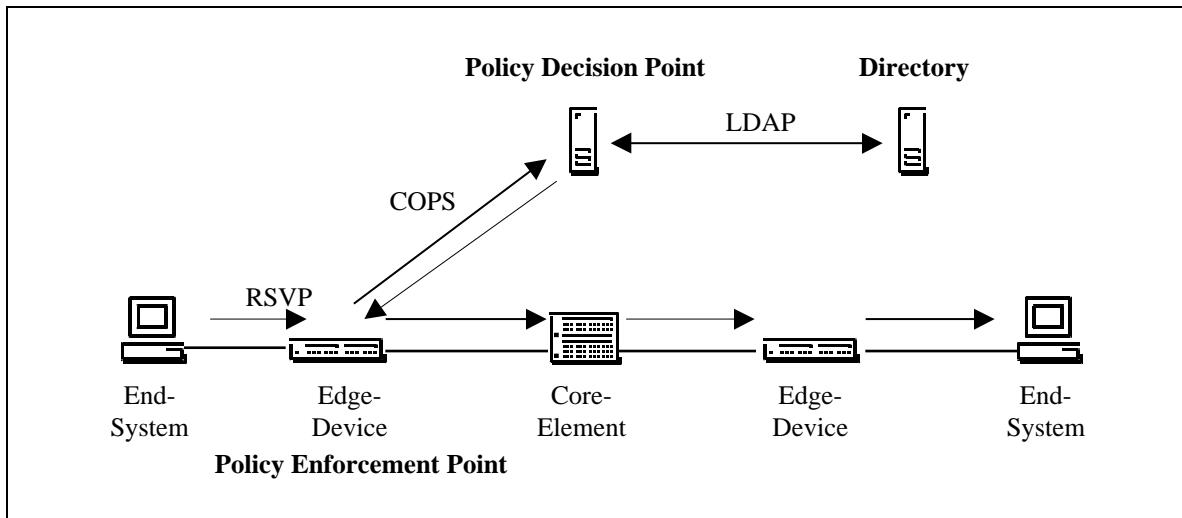 Policy Decision Point
Directory
LDAP
COPS
RSVP
End-
System
Edge-
Device
Core-
Element
Edge-
Device
End-
System
Policy Enforcement Point